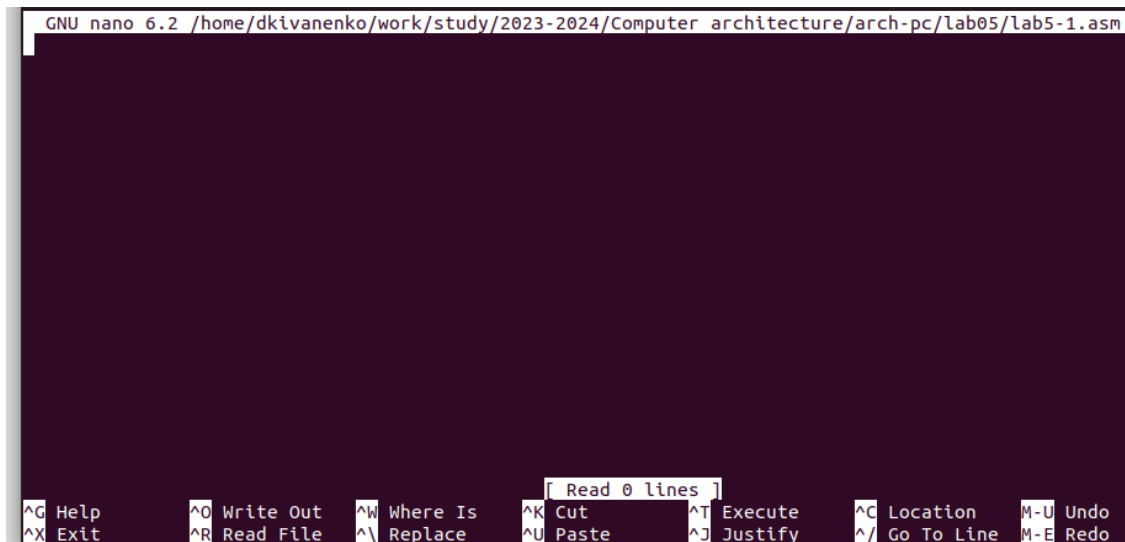 GNU nano 6.2 /home/dkivanenko/work/study/2023-2024/Computer architecture/arch-pc/lab05/lab5-1.asm
[ Read 0 lines ]
^G Help ^O Write Out ^W Where Is ^K Cut ^T Execute ^C Location M-U Undo
^X Exit ^R Read File ^\ Replace ^U Paste ^J Justify ^/ Go To Line M-E Redo